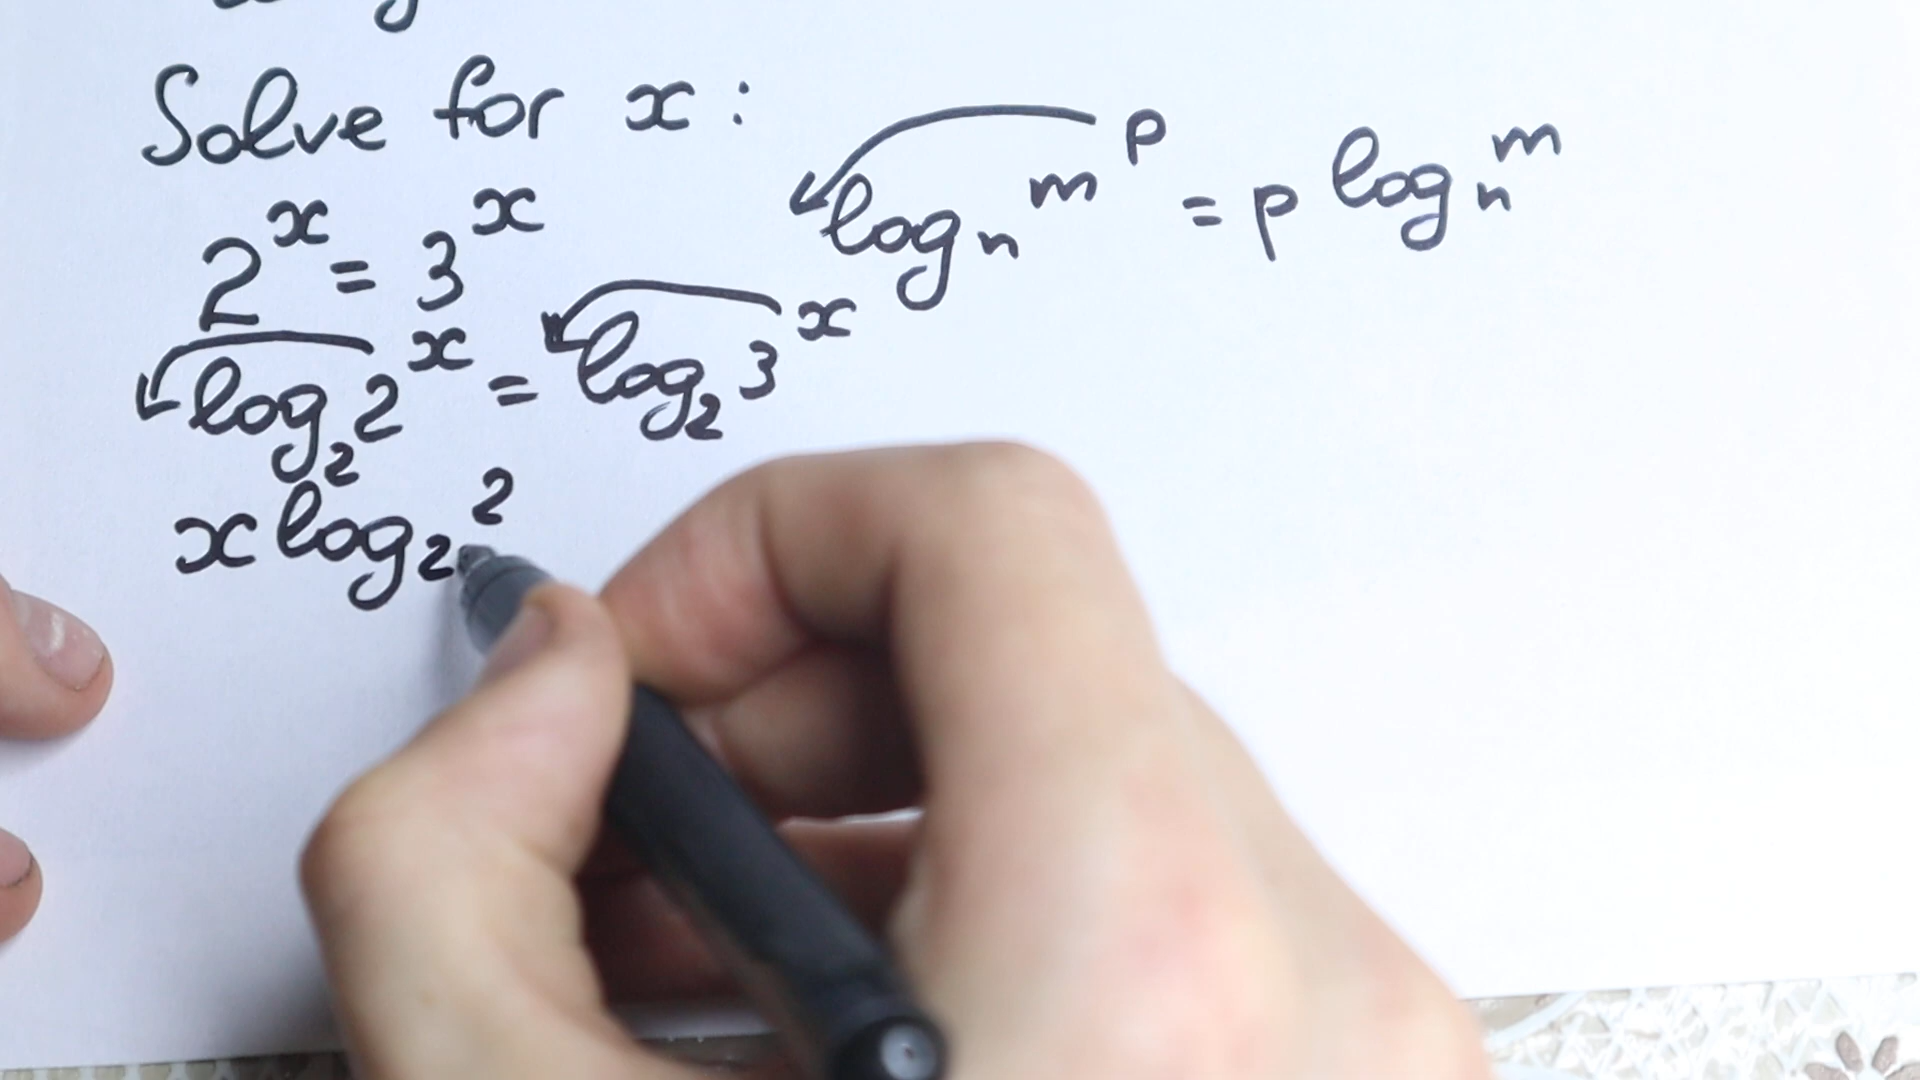 Solve for x:
2^x = 3^x
log_n m^p = p log_n m
log_2 2^x = log_2 3^x
x log_2 2